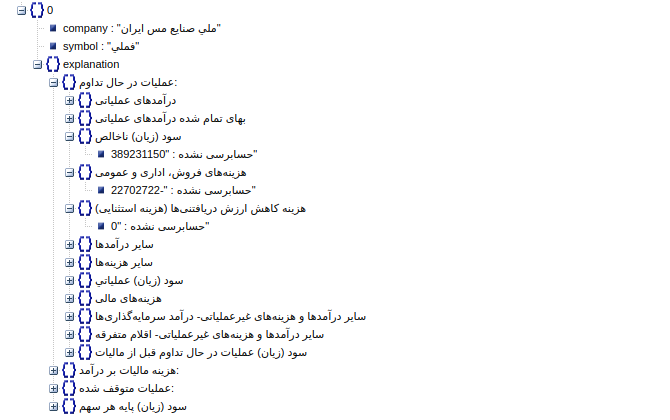 0
company : "ملي صنايع مس ايران"
symbol : "فملي"
explanation
عملیات در حال تداوم:
درآمدهای عملیاتی
بهای تمام شده درآمدهای عملیاتی
سود (زیان) ناخالص
حسابرسی نشده : "389231150"
هزینه‌های فروش، اداری و عمومی
حسابرسی نشده : "-22702722"
هزینه کاهش ارزش دریافتنی‌ها (هزینه استثنایی)
حسابرسی نشده : "0"
سایر درآمدها
سایر هزینه‌ها
سود (زیان) عملیاتي
هزینه‌های مالی
سایر درآمدها و هزینه‌های غیرعملیاتی- درآمد سرمایه‌گذاری‌ها
سایر درآمدها و هزینه‌های غیرعملیاتی- اقلام متفرقه
سود (زیان) عملیات در حال تداوم قبل از مالیات
هزینه مالیات بر درآمد:
عملیات متوقف شده:
سود (زیان) پایه هر سهم